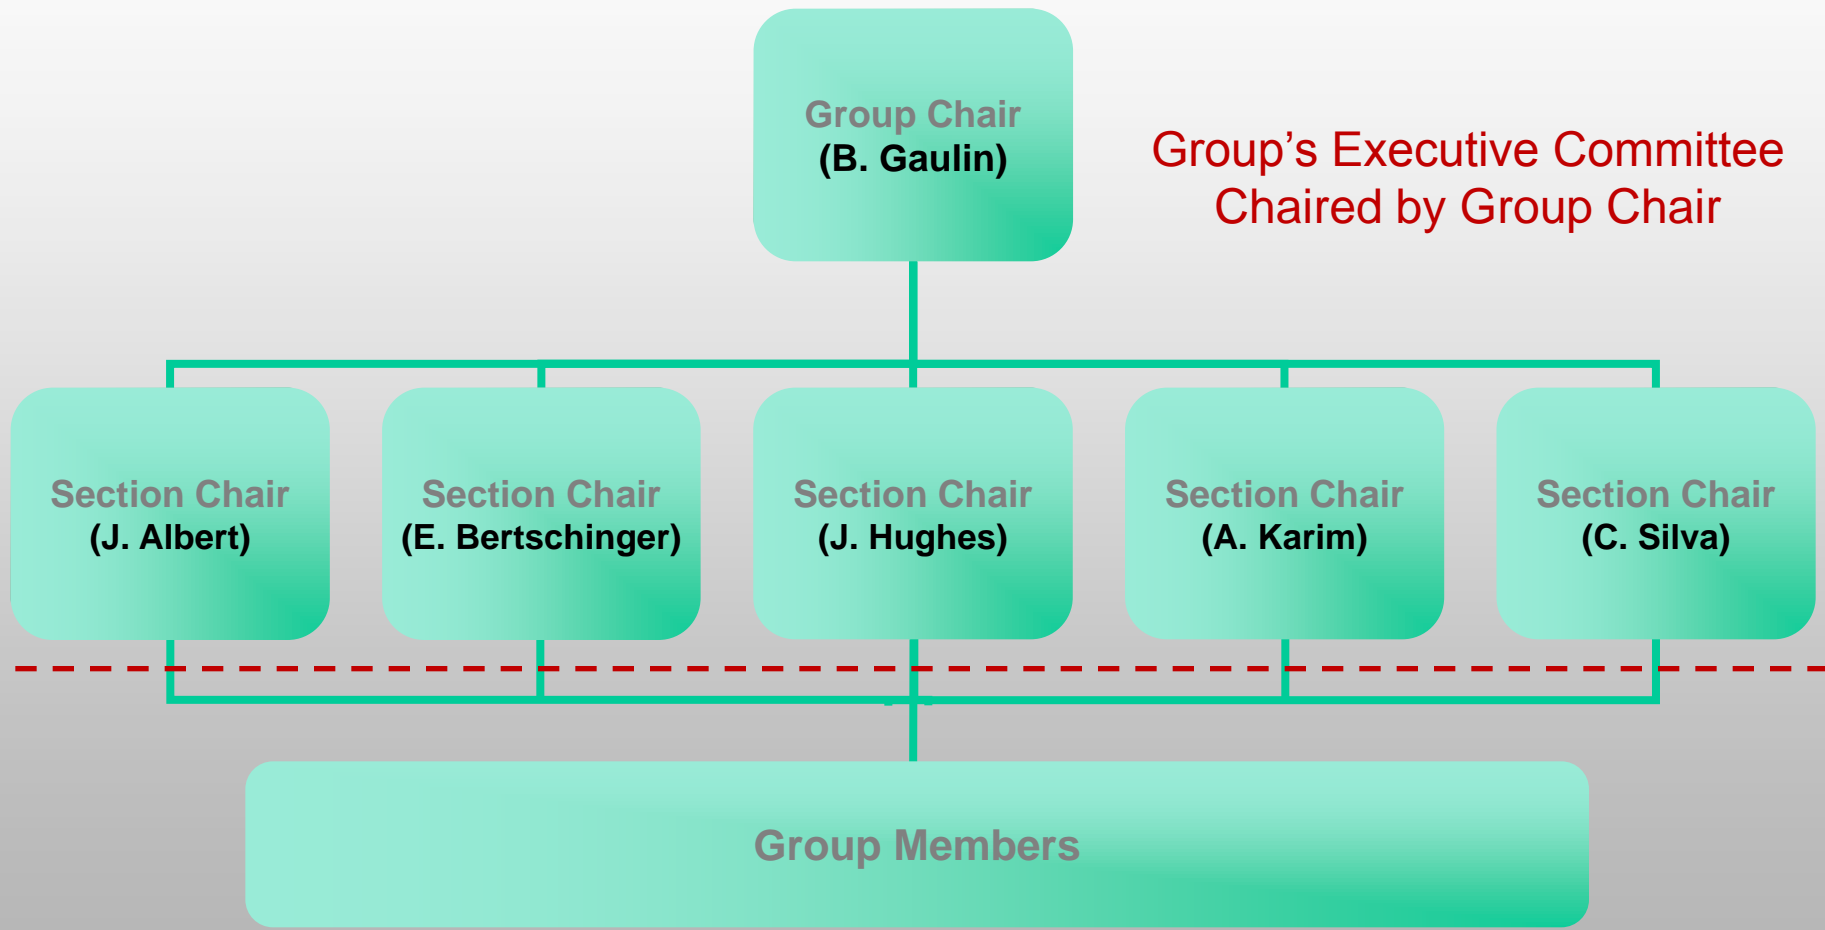 Group Chair
(B. Gaulin)
Group’s Executive Committee
Chaired by Group Chair
Section Chair
(J. Albert)
Section Chair
(E. Bertschinger)
Section Chair
(J. Hughes)
Section Chair
(A. Karim)
Section Chair
(C. Silva)
Group Members